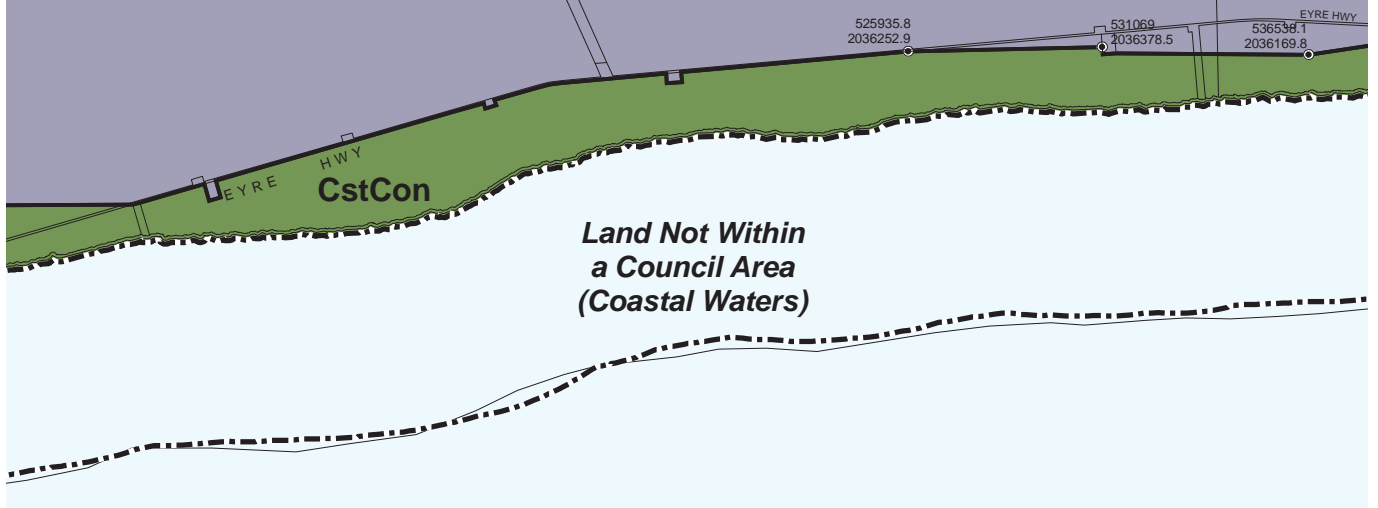 525935.8
2036252.9
531069
2036378.5
EYRE HWY
536538.1
2036169.8
EYRE HWY
CstCon
Land Not Within
a Council Area
(Coastal Waters)